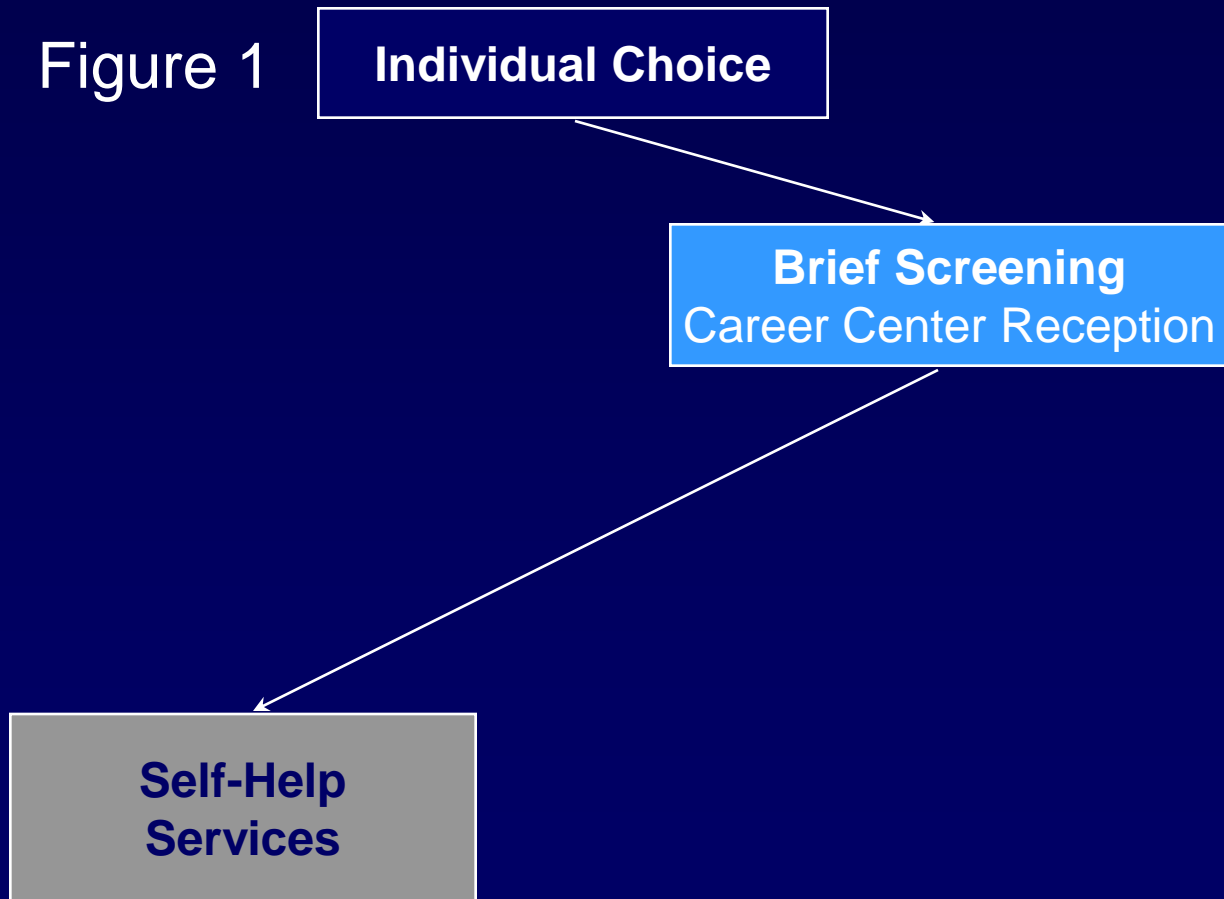 Figure 1
Individual Choice
Brief Screening
Career Center Reception
Self-Help
Services